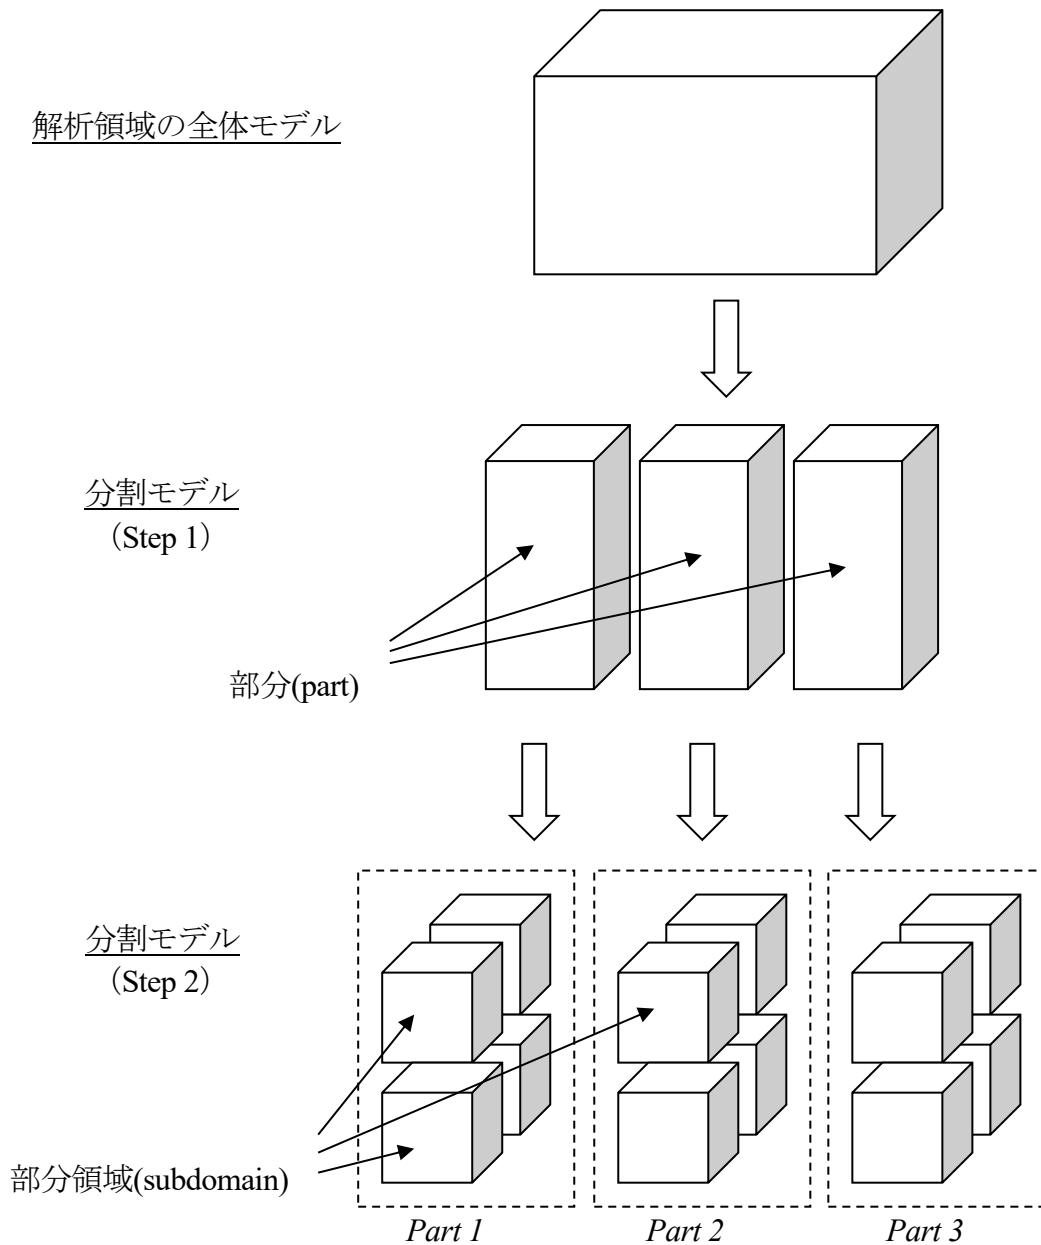 解析領域の全体モデル
分割モデル
（Step 1）
部分(part)
分割モデル
（Step 2）
部分領域(subdomain)
Part 1
Part 2
Part 3